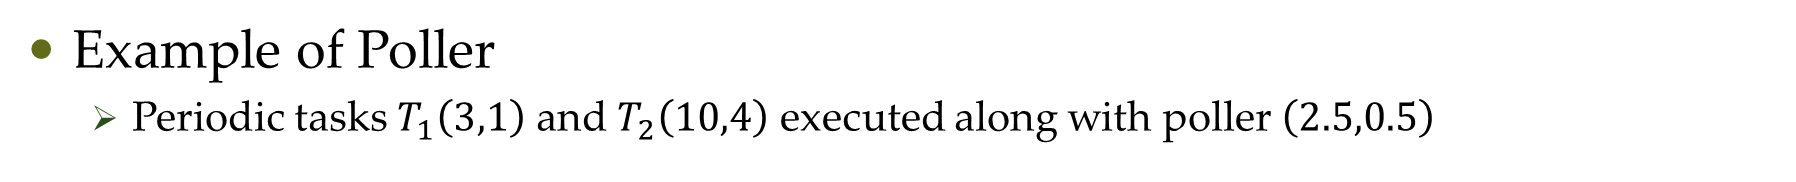 • Example of Poller
➢ Periodic tasks T₁(3,1) and T₂(10,4) executed along with poller (2.5,0.5)